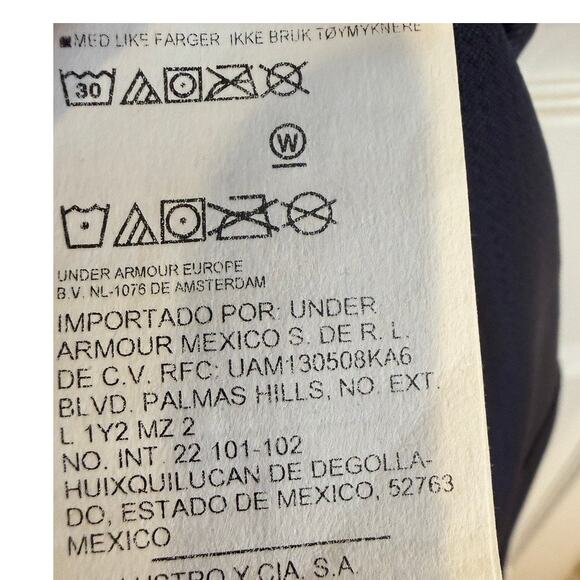 MED LIKE FARGER IKKE BRUK TØYMYKNERE
30
W
UNDER ARMOUR EUROPE
B.V. NL-1076 DE AMSTERDAM
IMPORTADO POR: UNDER
ARMOUR MEXICO S. DE R. L.
DE C.V. RFC: UAM130508KA6
BLVD. PALMAS HILLS, NO. EXT.
L 1Y2 MZ 2
NO. INT. 22 101-102
HUIXQUILUCAN DE DEGOLLA-
DO, ESTADO DE MEXICO, 52763
MEXICO
Y CIA. S.A.